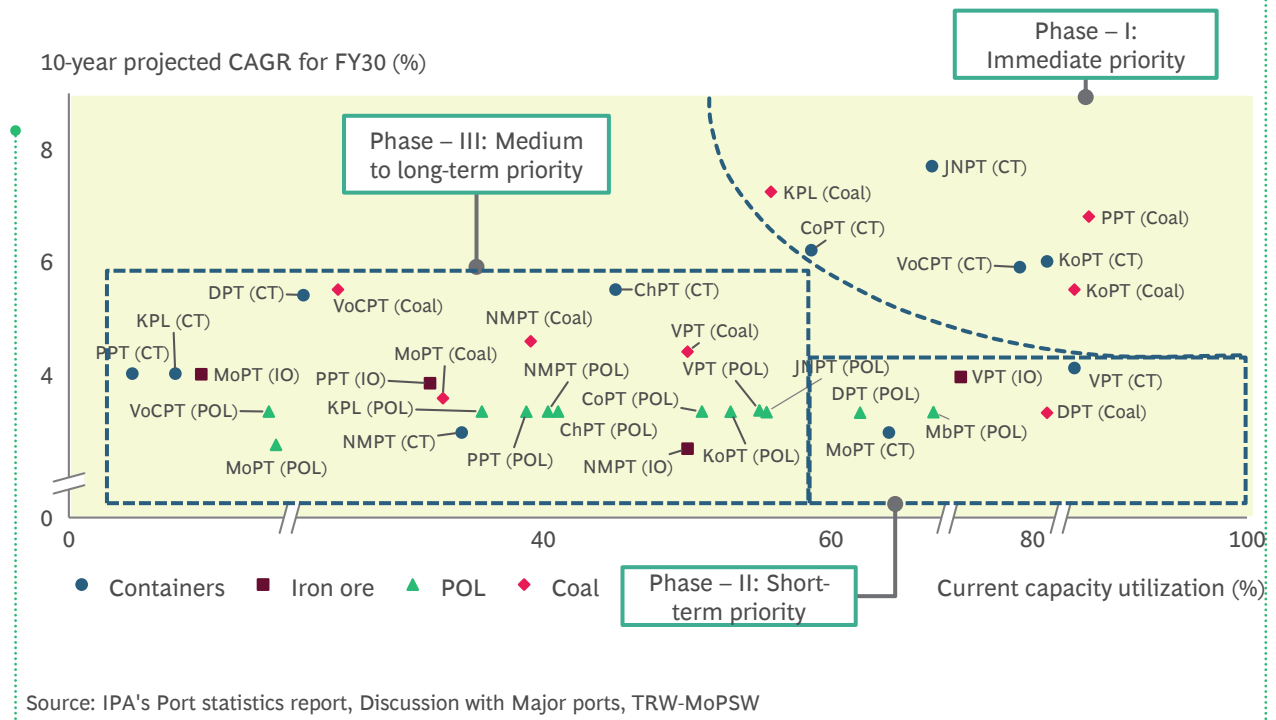 Phase – I:
Immediate priority
10-year projected CAGR for FY30 (%)
Phase – III: Medium
to long-term priority
8
JNPT (CT)
KPL (Coal)
PPT (Coal)
CoPT (CT)
6
VoCPT (CT)
KoPT (CT)
DPT (CT)
VoCPT (Coal)
ChPT (CT)
KoPT (Coal)
KPL (CT)
NMPT (Coal)
VPT (Coal)
PPT (CT)
MoPT (Coal)
4
MoPT (IO)
PPT (IO)
NMPT (POL)
VPT (POL)
JNPT (POL)
VPT (IO)
VPT (CT)
VoCPT (POL)
KPL (POL)
CoPT (POL)
DPT (POL)
DPT (Coal)
NMPT (CT)
ChPT (POL)
MbPT (POL)
MoPT (POL)
PPT (POL)
NMPT (IO)
KoPT (POL)
MoPT (CT)
0
0
40
60
80
100
Containers
Iron ore
POL
Coal
Phase – II: Short-
term priority
Current capacity utilization (%)
Source: IPA's Port statistics report, Discussion with Major ports, TRW-MoPSW